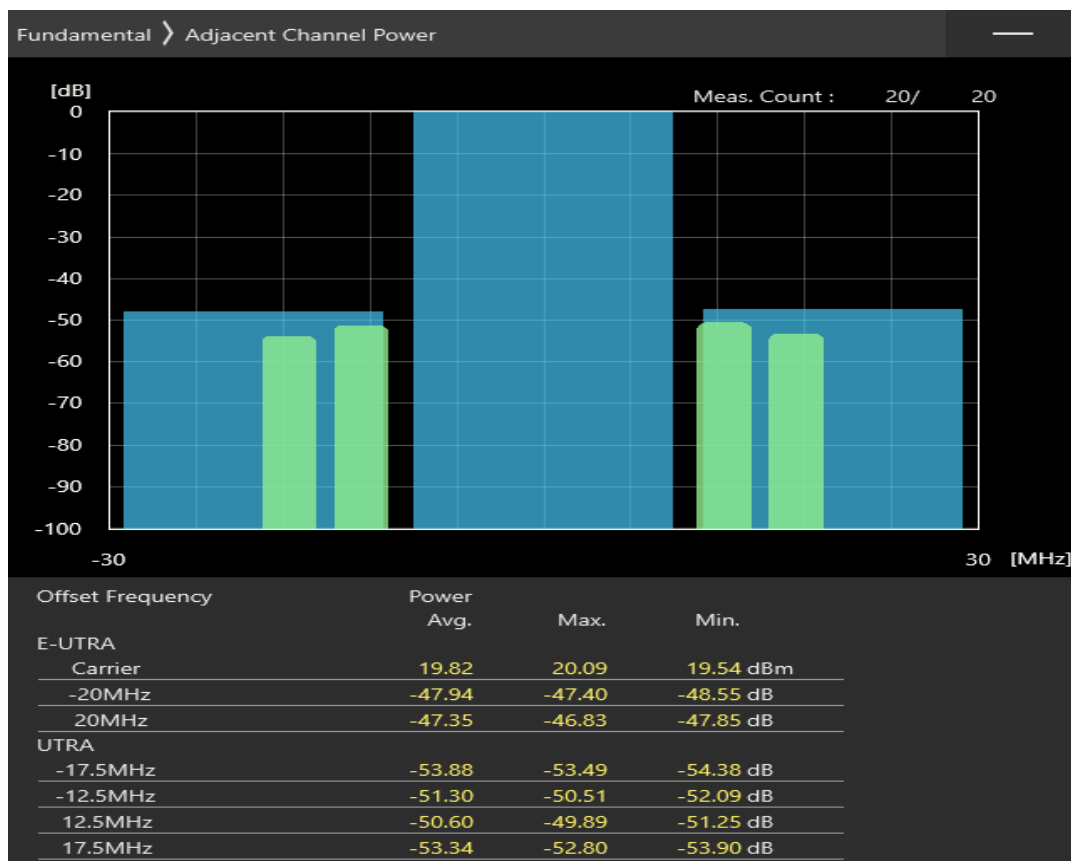 Fundamental ❯ Adjacent Channel Power
[dB]
Meas. Count : 20/ 20
0
-10
-20
-30
-40
-50
-60
-70
-80
-90
-100
-30 30 [MHz]
Offset Frequency Power
Avg. Max. Min.
E-UTRA
Carrier 19.82 20.09 19.54 dBm
-20MHz -47.94 -47.40 -48.55 dB
20MHz -47.35 -46.83 -47.85 dB
UTRA
-17.5MHz -53.88 -53.49 -54.38 dB
-12.5MHz -51.30 -50.51 -52.09 dB
12.5MHz -50.60 -49.89 -51.25 dB
17.5MHz -53.34 -52.80 -53.90 dB